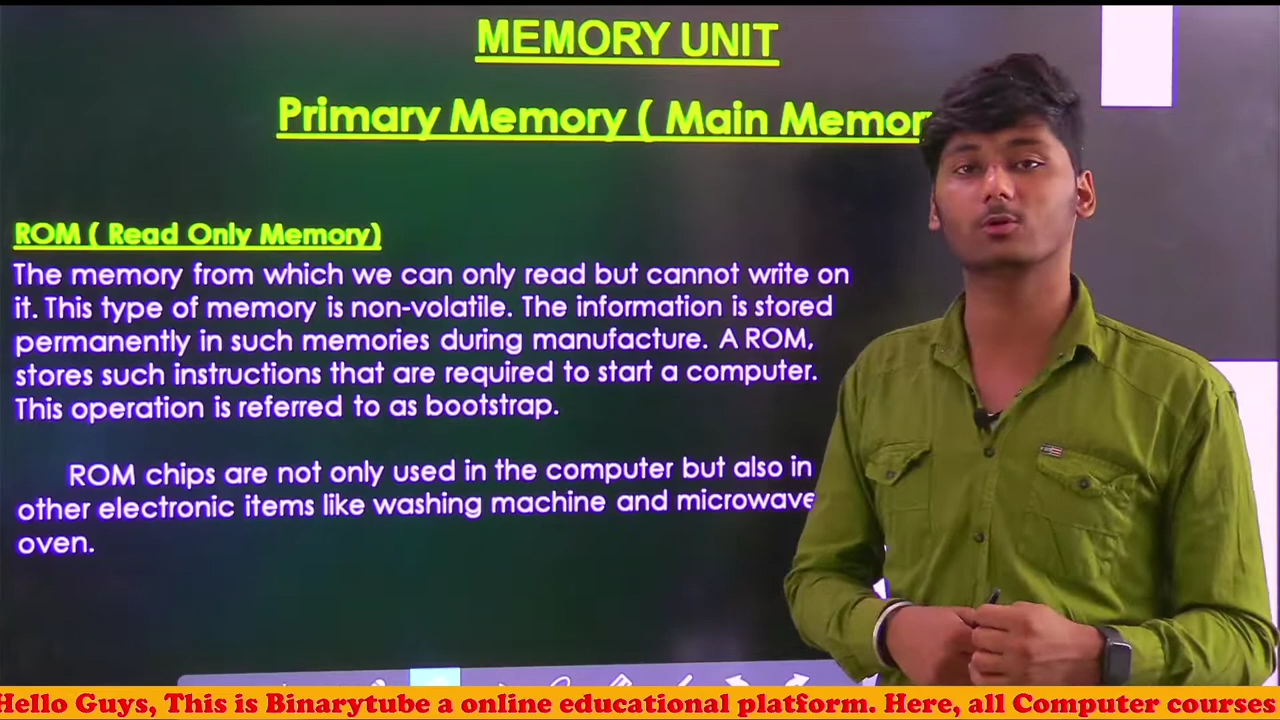 MEMORY UNIT
Primary Memory ( Main Memor
ROM ( Read Only Memory)
The memory from which we can only read but cannot write on
it. This type of memory is non-volatile. The information is stored
permanently in such memories during manufacture. A ROM,
stores such instructions that are required to start a computer.
This operation is referred to as bootstrap.
ROM chips are not only used in the computer but also in
other electronic items like washing machine and microwave
oven.
Hello Guys, This is Binarytube a online educational platform. Here, all Computer courses